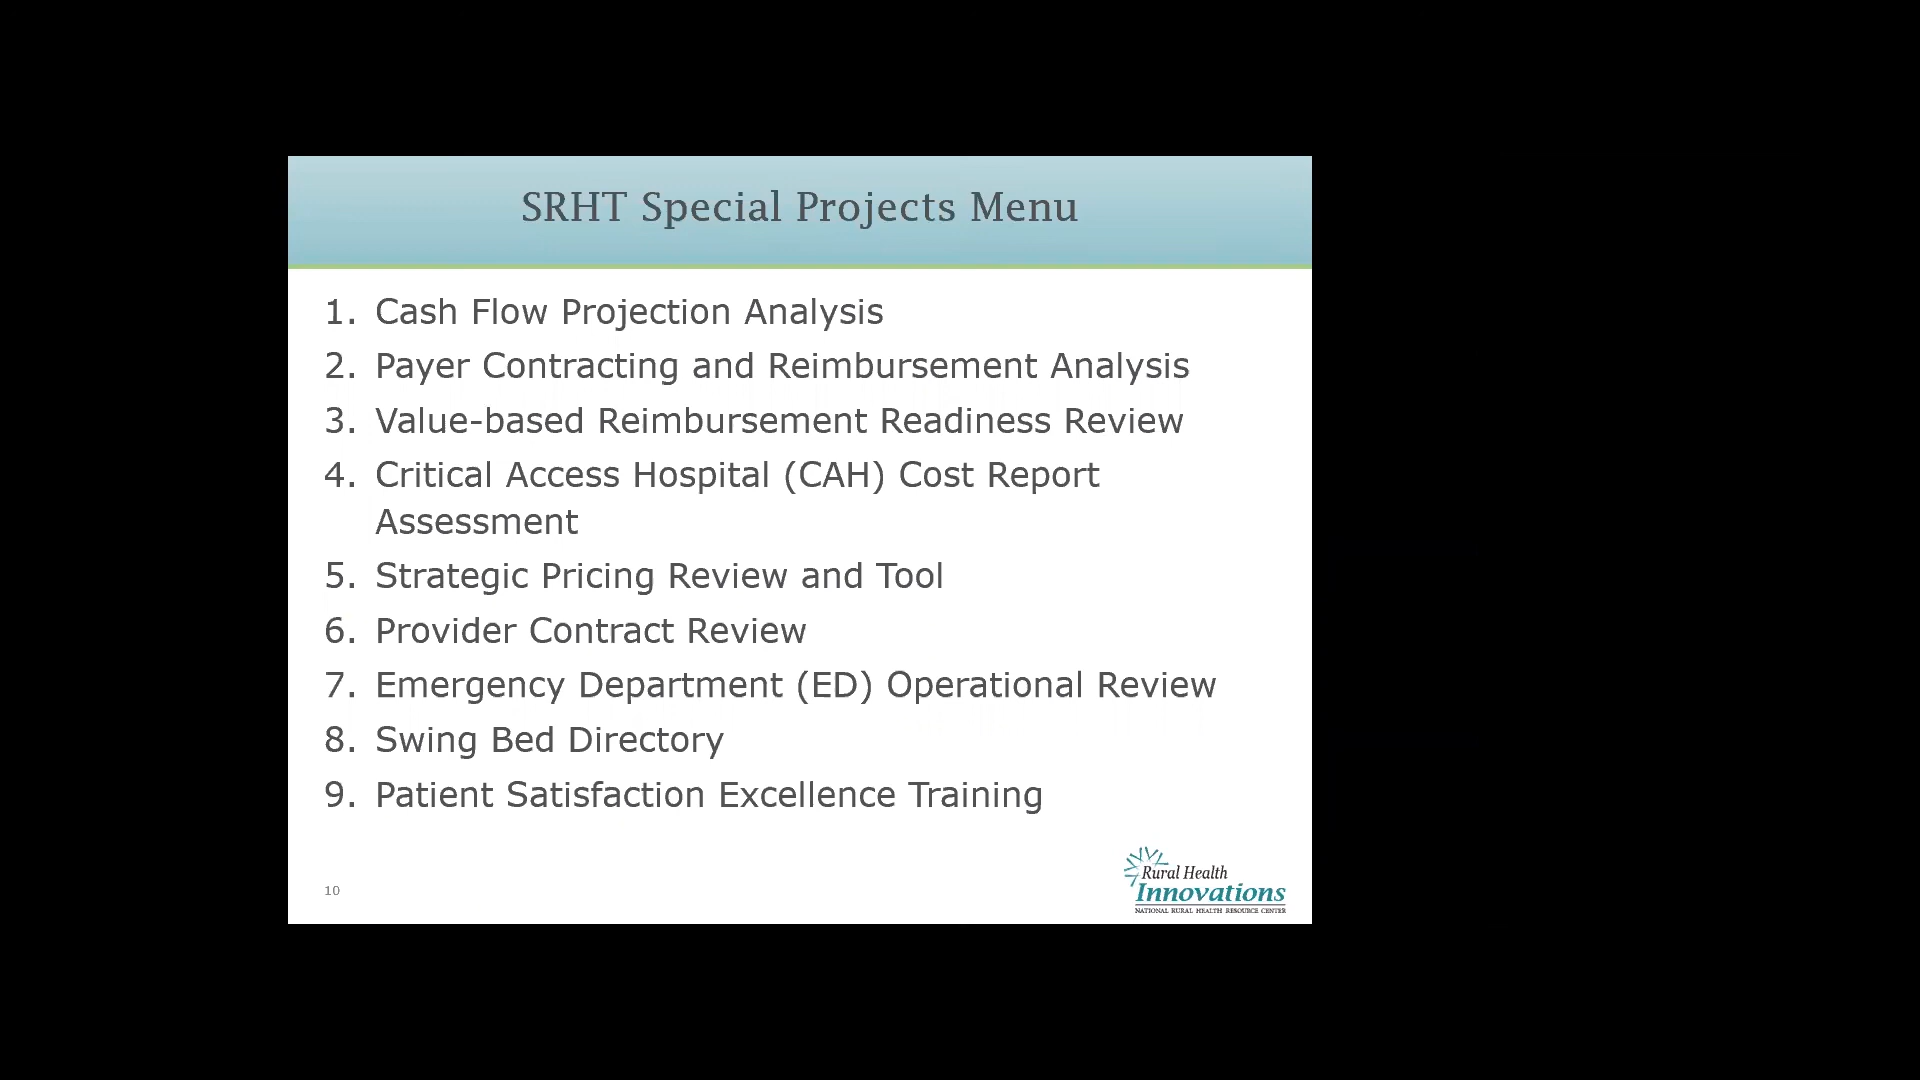 SRHT Special Projects Menu
1. Cash Flow Projection Analysis
2. Payer Contracting and Reimbursement Analysis
3. Value-based Reimbursement Readiness Review
4. Critical Access Hospital (CAH) Cost Report
Assessment
5. Strategic Pricing Review and Tool
6. Provider Contract Review
7. Emergency Department (ED) Operational Review
8. Swing Bed Directory
9. Patient Satisfaction Excellence Training
10
Rural Health
Innovations
NATIONAL RURAL HEALTH RESOURCE CENTER